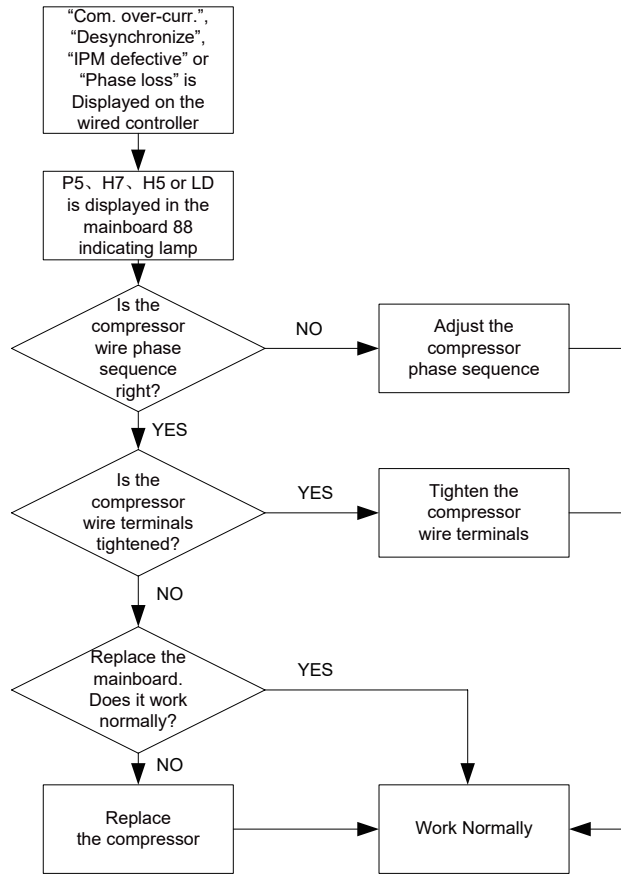 “Com. over-curr.”,
“Desynchronize”,
“IPM defective” or
“Phase loss” is
Displayed on the
wired controller
P5、H7、H5 or LD
is displayed in the
mainboard 88
indicating lamp
Is the
compressor
wire phase
sequence
right?
NO
Adjust the
compressor
phase sequence
YES
Is the
compressor
wire terminals
tightened?
YES
Tighten the
compressor
wire terminals
NO
Replace the
mainboard.
Does it work
normally?
YES
NO
Replace
the compressor
Work Normally